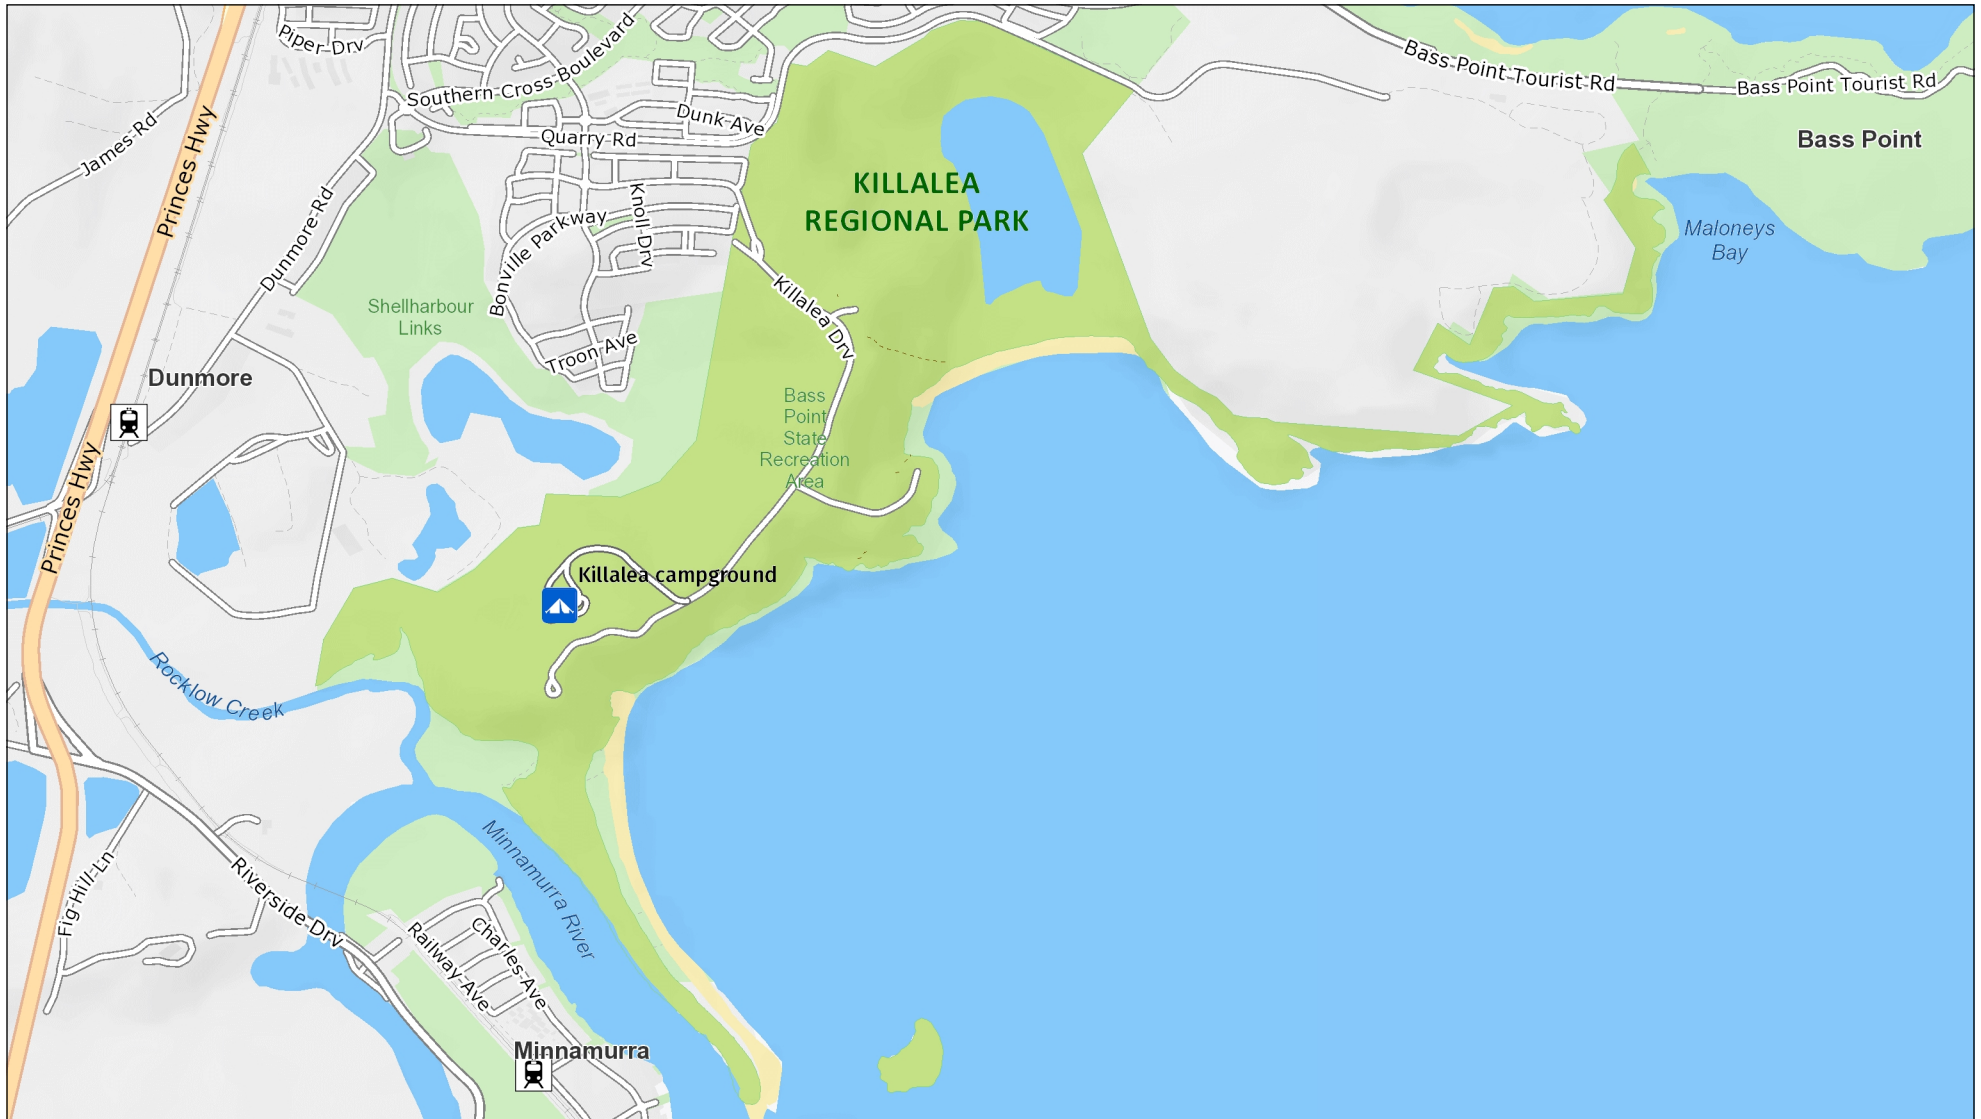 Piper Drv
Southern Cross Boulevard
Bass Point Tourist Rd
Bass Point Tourist Rd
James Rd
Princes Hwy
Dunk Ave
Quarry Rd
Bass Point
KILLALEA
REGIONAL PARK
Knoll Drv
Bonville Parkway
Dunmore Rd
Maloneys
Bay
Shellharbour
Links
Killalea Drv
Troon Ave
Dunmore
Bass
Point
State
Recreation
Area
Princes Hwy
Killalea campground
Rocklow Creek
Minnamurra River
Fig Hill Ln
Riverside Drv
Railway Ave
Charles Ave
Minnamurra